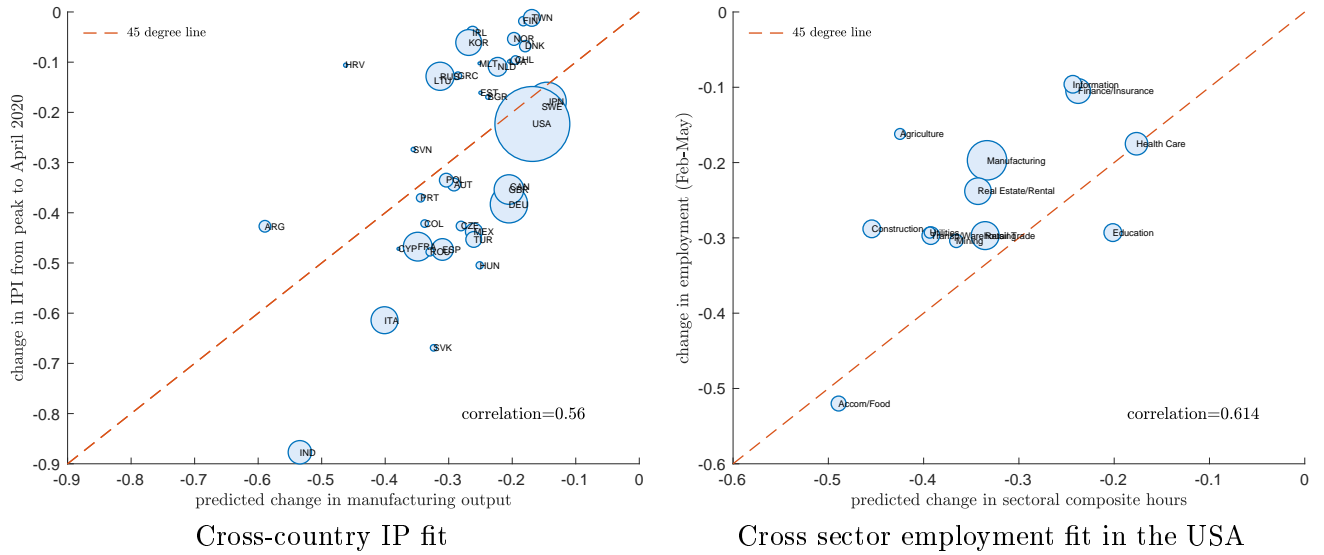 0
-0.1
-0.2
-0.3
-0.4
-0.5
-0.6
-0.7
-0.8
-0.9
change in IPI from peak to April 2020
45 degree line
TWN
FIN
IRL
KOR
NOR
DNK
HRV
MLT
LVA
CHL
NLD
RUS
GRC
LTU
EST
BGR
JPN
SWE
USA
SVN
POL
AUT
CAN
GBR
PRT
DEU
ARG
COL
CZE
MEX
TUR
CYP
FRA
ROU
ESP
HUN
ITA
SVK
IND
correlation=0.56
-0.9 -0.8 -0.7 -0.6 -0.5 -0.4 -0.3 -0.2 -0.1 0
predicted change in manufacturing output
Cross-country IP fit
0
-0.1
-0.2
-0.3
-0.4
-0.5
-0.6
change in employment (Feb-May)
45 degree line
Information
Finance/Insurance
Agriculture
Health Care
Manufacturing
Real Estate/Rental
Construction
Utilities
Mining
Retail Trade
Education
Accom/Food
correlation=0.614
-0.6 -0.5 -0.4 -0.3 -0.2 -0.1 0
predicted change in sectoral composite hours
Cross sector employment fit in the USA